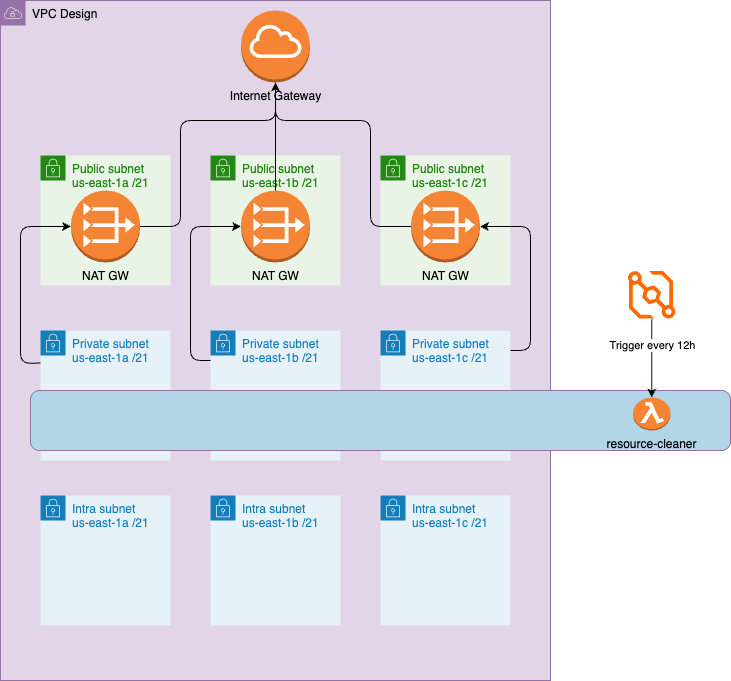 VPC Design
Internet Gateway
Public subnet
us-east-1a /21
Public subnet
us-east-1b /21
Public subnet
us-east-1c /21
NAT GW
NAT GW
NAT GW
Private subnet
us-east-1a /21
Private subnet
us-east-1b /21
Private subnet
us-east-1c /21
Trigger every 12h
resource-cleaner
Intra subnet
us-east-1a /21
Intra subnet
us-east-1b /21
Intra subnet
us-east-1c /21